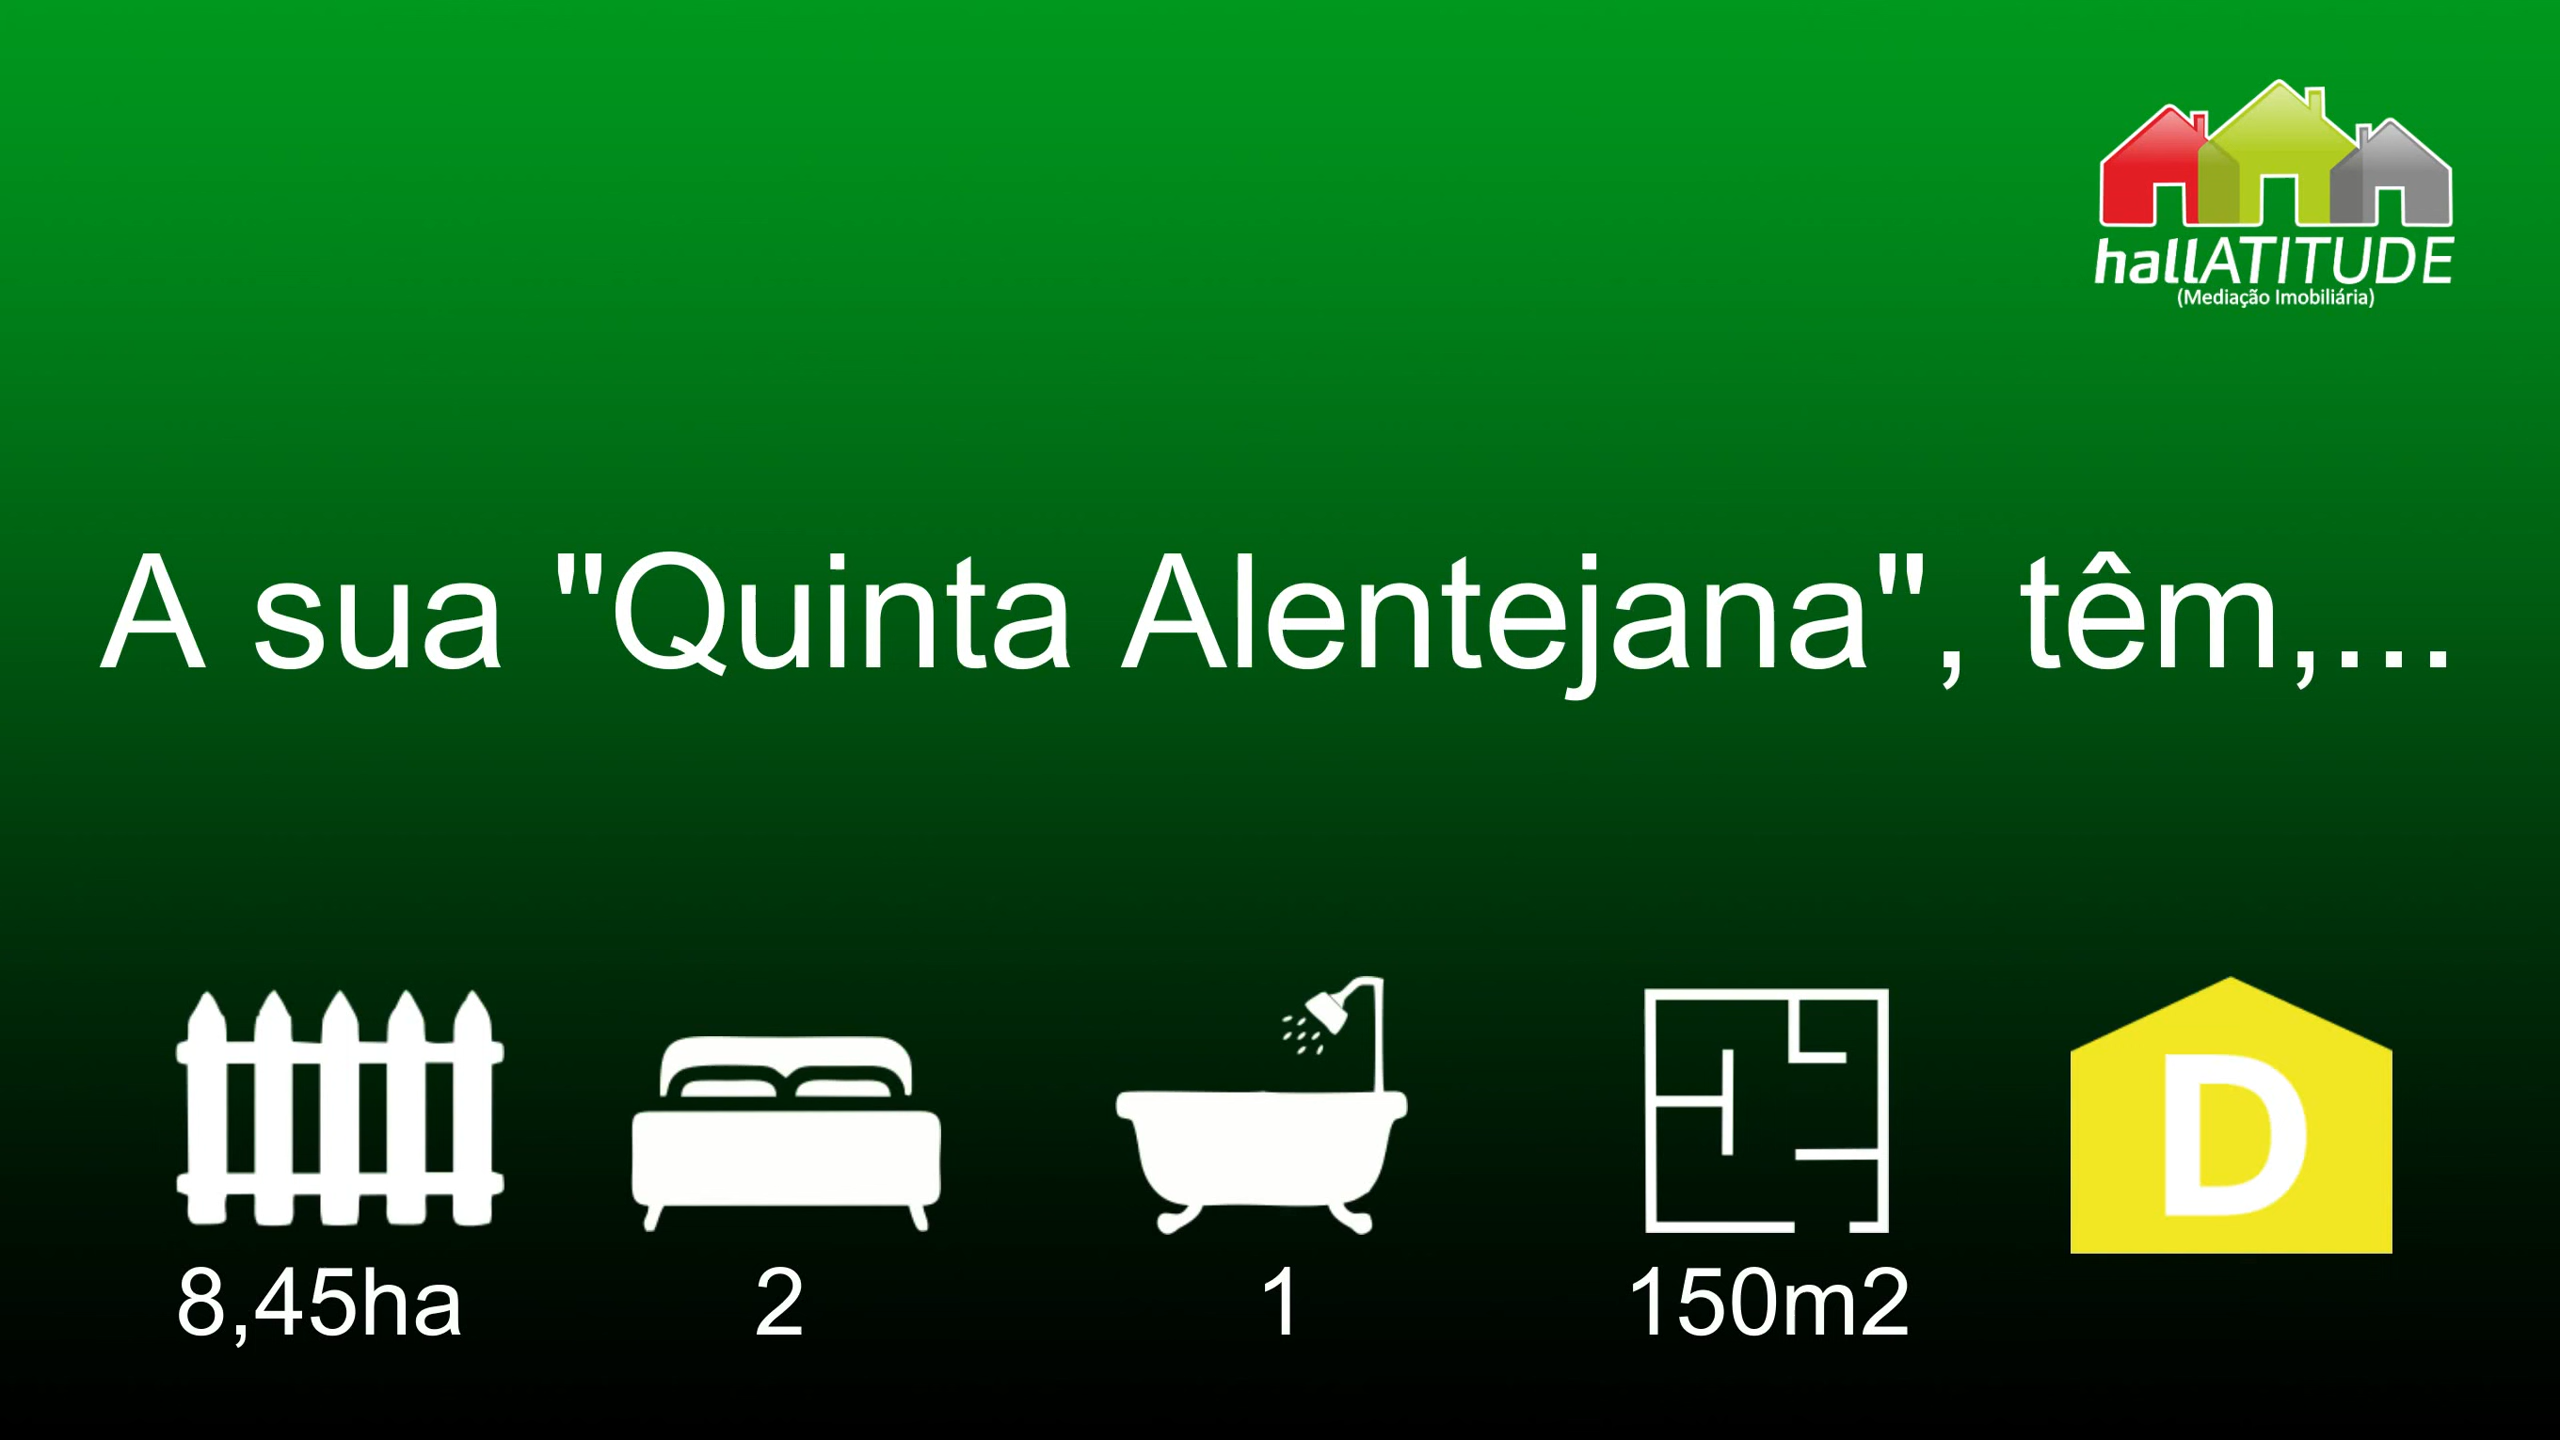 hallATITUDE
(Mediação Imobiliária)
A sua "Quinta Alentejana", têm,...
D
8,45ha 2 1 150m2